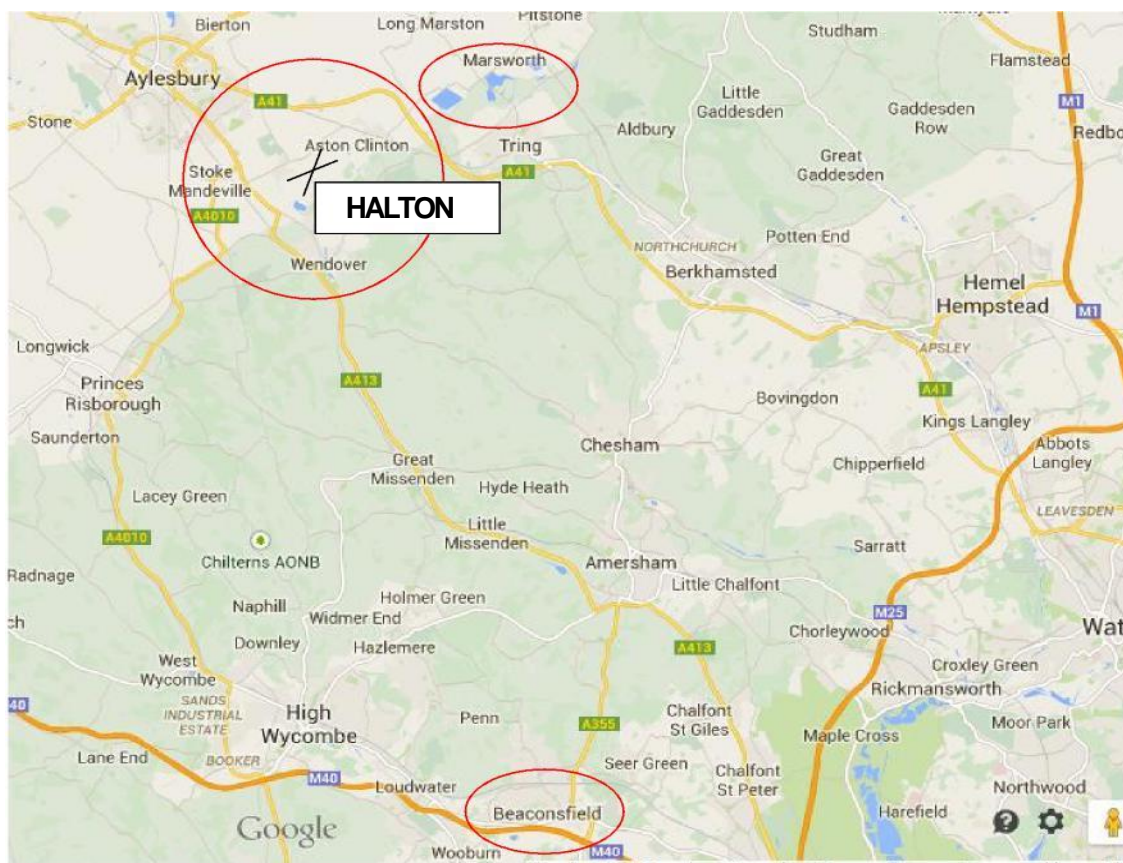 Bierton
Long Marston
Pitstone
Studham
Flamstead
Aylesbury
Marsworth
Little
Gaddesden
Gaddesden
Row
M1
A41
Stone
Aston Clinton
Aldbury
Redbo
Tring
Great
Gaddesden
Stoke
Mandeville
A41
HALTON
A4010
NORTHCHURCH
Potten End
Wendover
Berkhamsted
Hemel
Hempstead
M1
Longwick
APSLEY
Princes
Risborough
A413
A41
Bovingdon
Kings Langley
Saunderton
Chesham
Abbots
Langley
Great
Missenden
Chipperfield
Lacey Green
Hyde Heath
LEAVESDEN
Little
Missenden
A4010
Sarratt
Chilterns AONB
Amersham
Radnage
Little Chalfont
Holmer Green
Naphill
Widmer End
M25
ch
Downley
Hazlemere
Chorleywood
Wat
A413
West
Wycombe
Croxley Green
Rickmansworth
SANDS
INDUSTRIAL
ESTATE
40
High
Wycombe
Penn
A355
Chalfont
St Giles
Moor Park
Maple Cross
Lane End
BOOKER
Seer Green
M40
Loudwater
Chalfont
St Peter
Northwood
Beaconsfield
Harefield
Google
Wooburn
M40